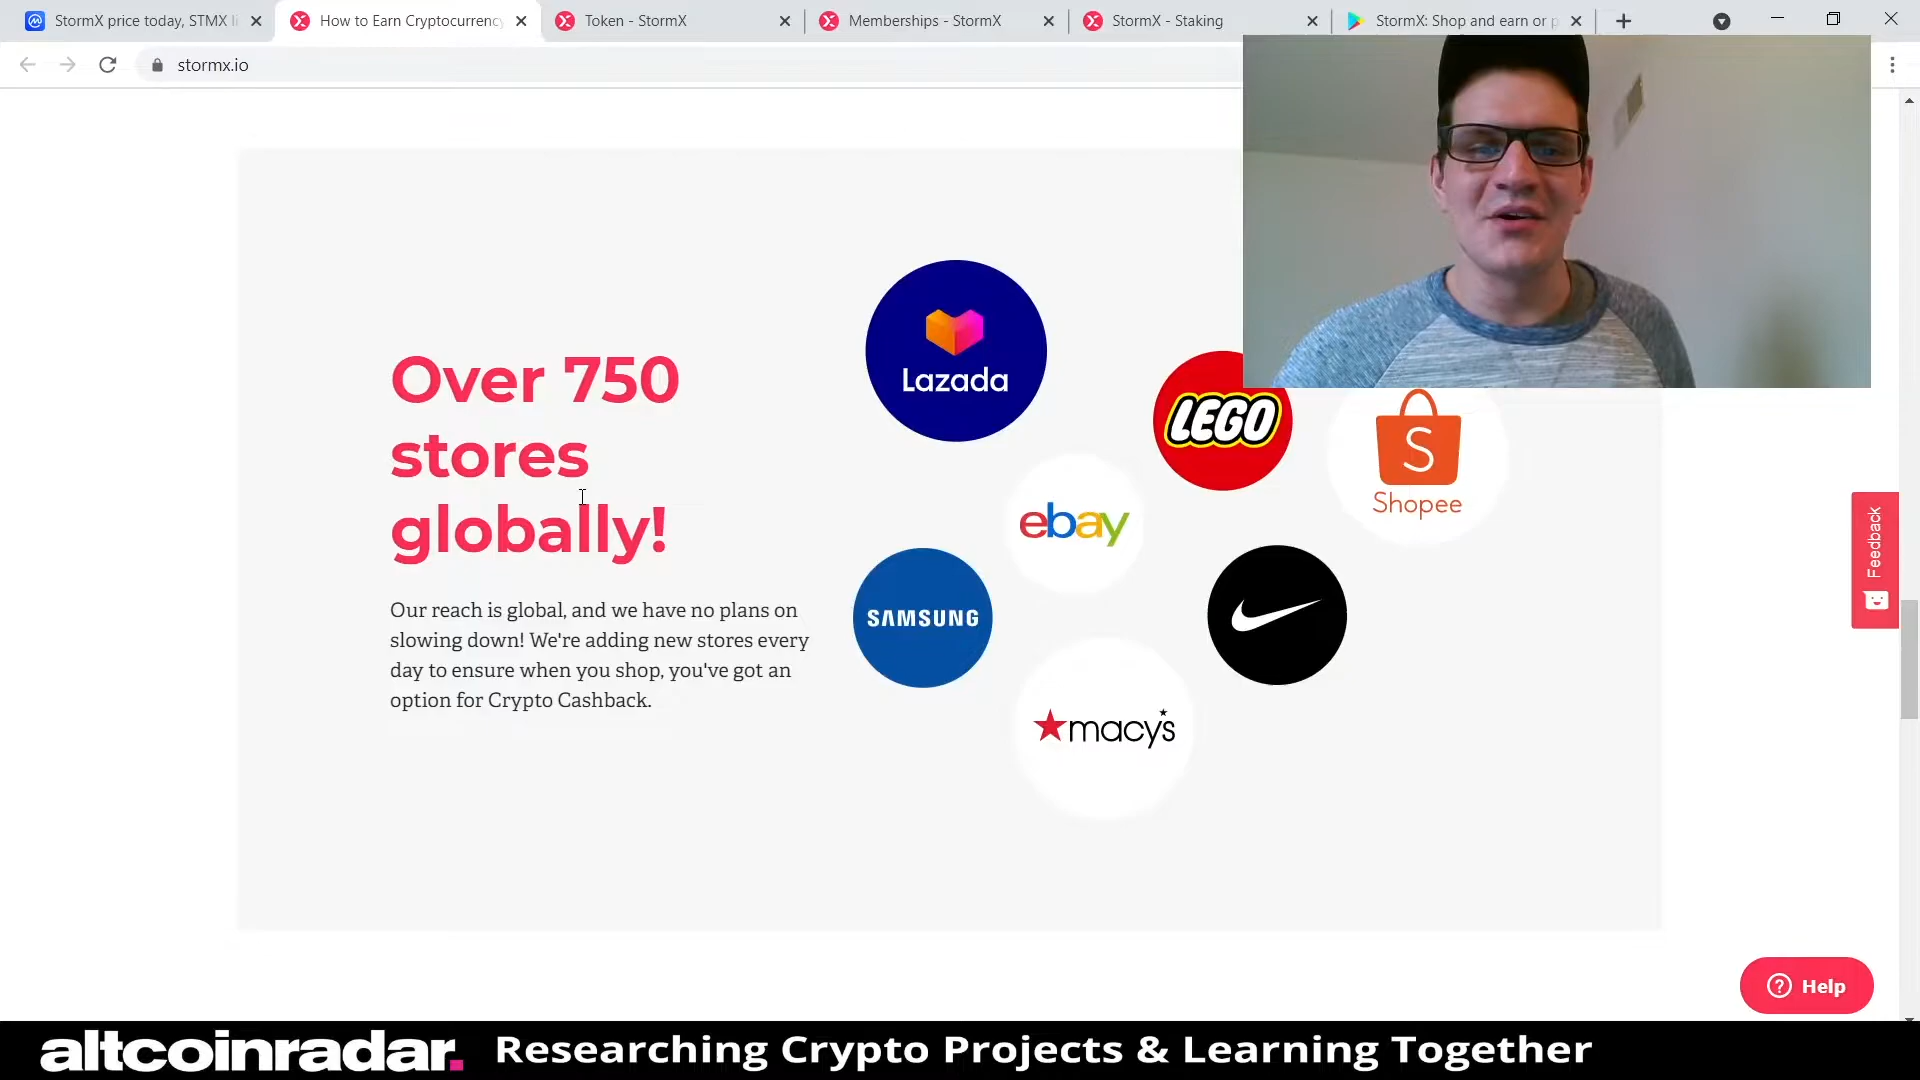 StormX price today, STMX li
How to Earn Cryptocurrency
Token - StormX
Memberships - StormX
StormX - Staking
StormX: Shop and earn or p
stormx.io
Over 750
stores
globally!
Our reach is global, and we have no plans on
slowing down! We're adding new stores every
day to ensure when you shop, you've got an
option for Crypto Cashback.
Lazada
LEGO
S
Shopee
ebay
SAMSUNG
macy's
Feedback
Help
altcoinradar.
Researching Crypto Projects & Learning Together